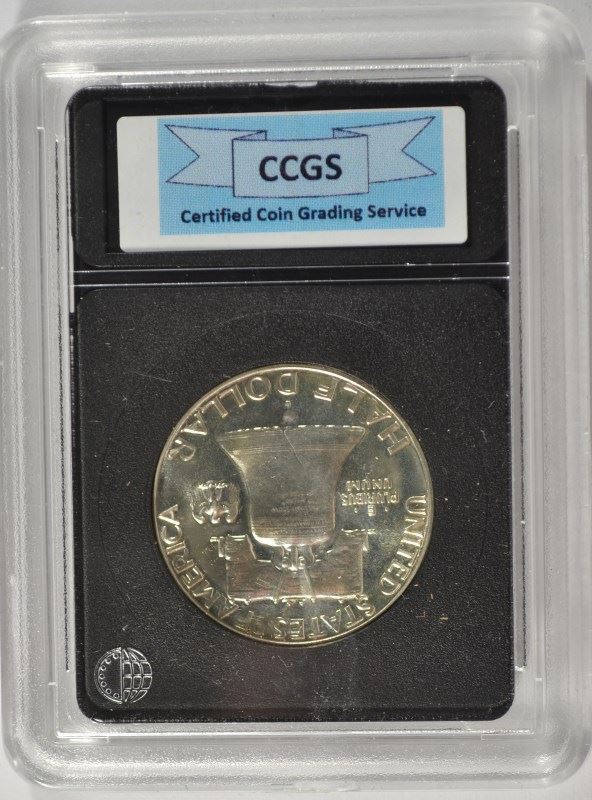 CCGS
Certified Coin Grading Service
UNITED STATES OF AMERICA
E
PLURIBUS
UNUM
HALF DOLLAR